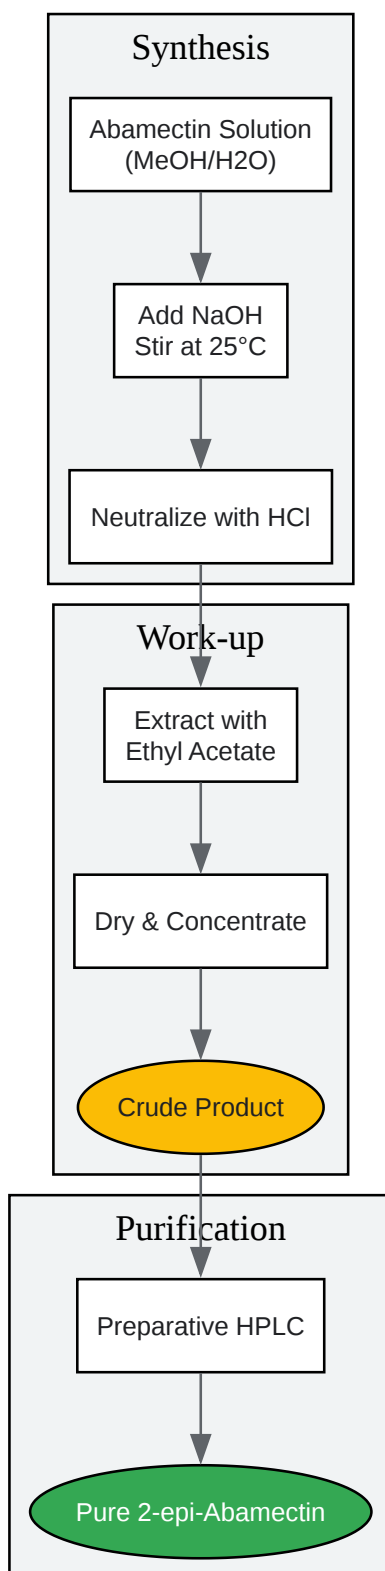 Synthesis
Abamectin Solution
(MeOH/H2O)
Add NaOH
Stir at 25°C
Neutralize with HCl
Work-up
Extract with
Ethyl Acetate
Dry & Concentrate
Crude Product
Purification
Preparative HPLC
Pure 2-epi-Abamectin